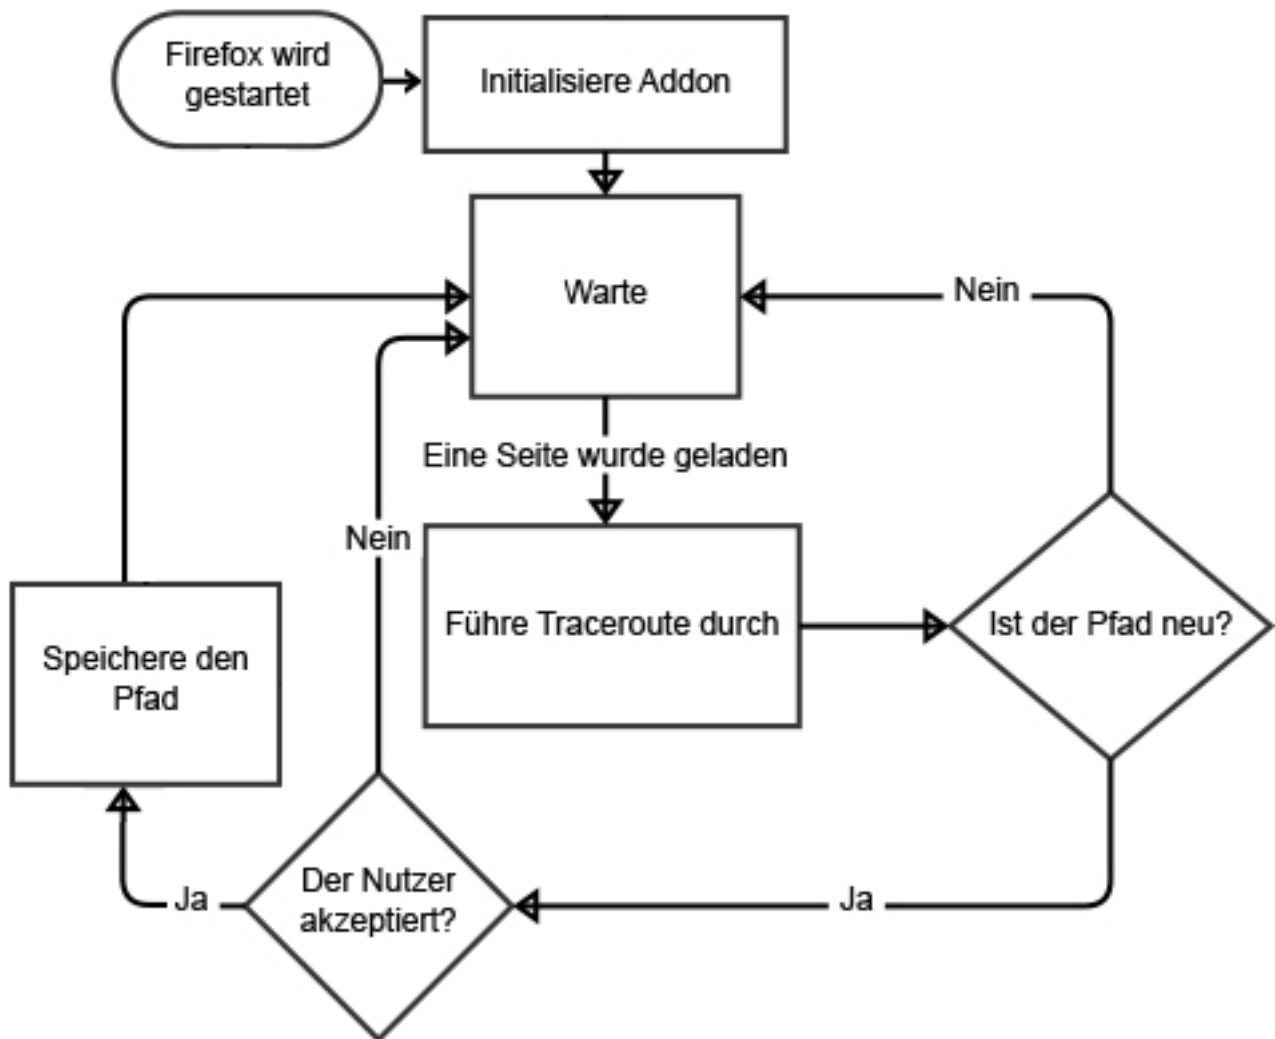 Firefox wird
gestartet
Initialisiere Addon
Warte
Nein
Eine Seite wurde geladen
Nein
Führe Traceroute durch
Ist der Pfad neu?
Speichere den
Pfad
Der Nutzer
akzeptiert?
Ja
Ja